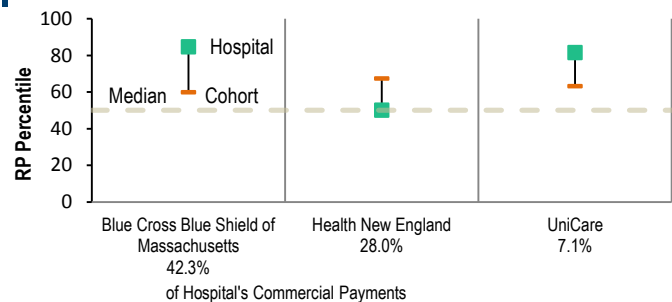 100
80
60
40
20
0
RP Percentile
Hospital
Median Cohort
Blue Cross Blue Shield of Health New England UniCare
Massachusetts 28.0% 7.1%
42.3%
of Hospital's Commercial Payments